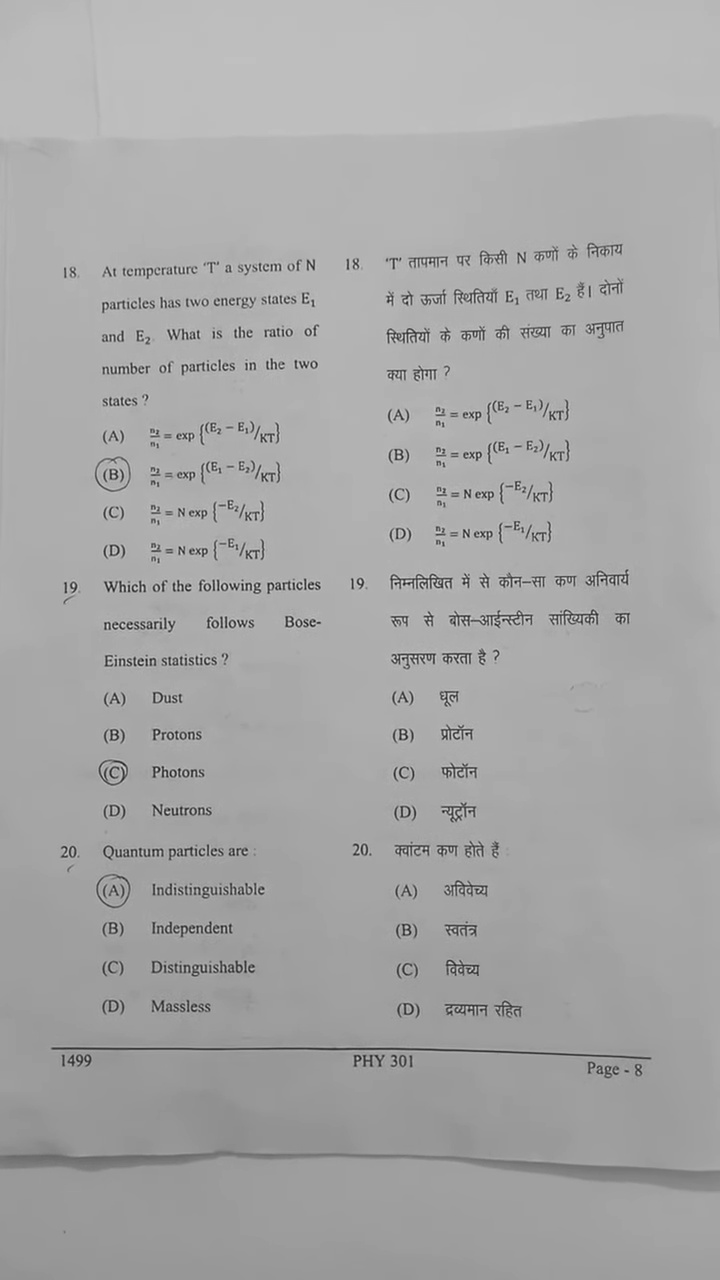 18. At temperature 'T' a system of N
particles has two energy states E₁
and E₂. What is the ratio of
number of particles in the two
states ?
(A) n₂/n₁ = exp {(E₂ − E₁)/KT}
(B) n₂/n₁ = exp {(E₁ − E₂)/KT}
(C) n₂/n₁ = N exp {−E₂/KT}
(D) n₂/n₁ = N exp {−E₁/KT}
19. Which of the following particles
necessarily follows Bose-
Einstein statistics ?
(A) Dust
(B) Protons
(C) Photons
(D) Neutrons
20. Quantum particles are :
(A) Indistinguishable
(B) Independent
(C) Distinguishable
(D) Massless
18. 'T' तापमान पर किसी N कणों के निकाय
में दो ऊर्जा स्थितियाँ E₁ तथा E₂ हैं। दोनों
स्थितियों के कणों की संख्या का अनुपात
क्या होगा ?
(A) n₂/n₁ = exp {(E₂ − E₁)/KT}
(B) n₂/n₁ = exp {(E₁ − E₂)/KT}
(C) n₂/n₁ = N exp {−E₂/KT}
(D) n₂/n₁ = N exp {−E₁/KT}
19. निम्नलिखित में से कौन-सा कण अनिवार्य
रूप से बोस-आईन्स्टीन सांख्यिकी का
अनुसरण करता है ?
(A) धूल
(B) प्रोटॉन
(C) फोटॉन
(D) न्यूट्रॉन
20. क्वांटम कण होते हैं :
(A) अविवेच्य
(B) स्वतंत्र
(C) विवेच्य
(D) द्रव्यमान रहित
1499 PHY 301 Page - 8